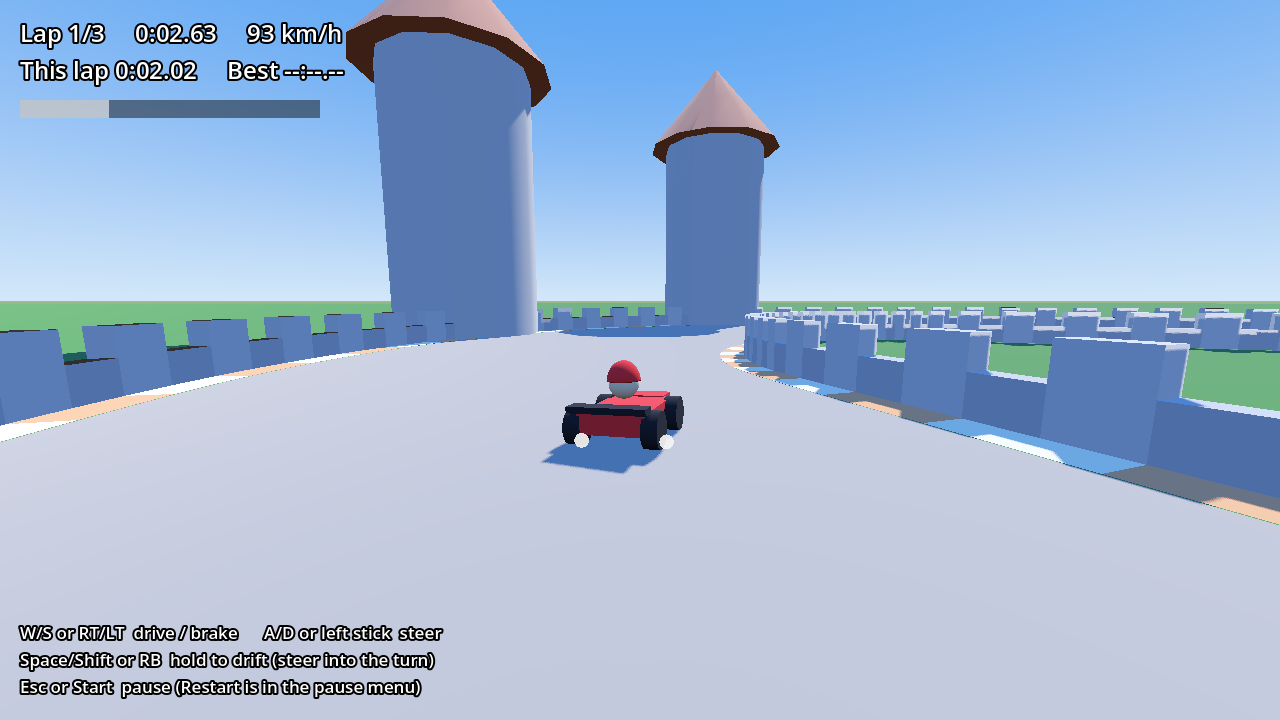 Lap 1/3 0:02.63 93 km/h
This lap 0:02.02 Best --:--.--
W/S or RT/LT drive / brake A/D or left stick steer
Space/Shift or RB hold to drift (steer into the turn)
Esc or Start pause (Restart is in the pause menu)